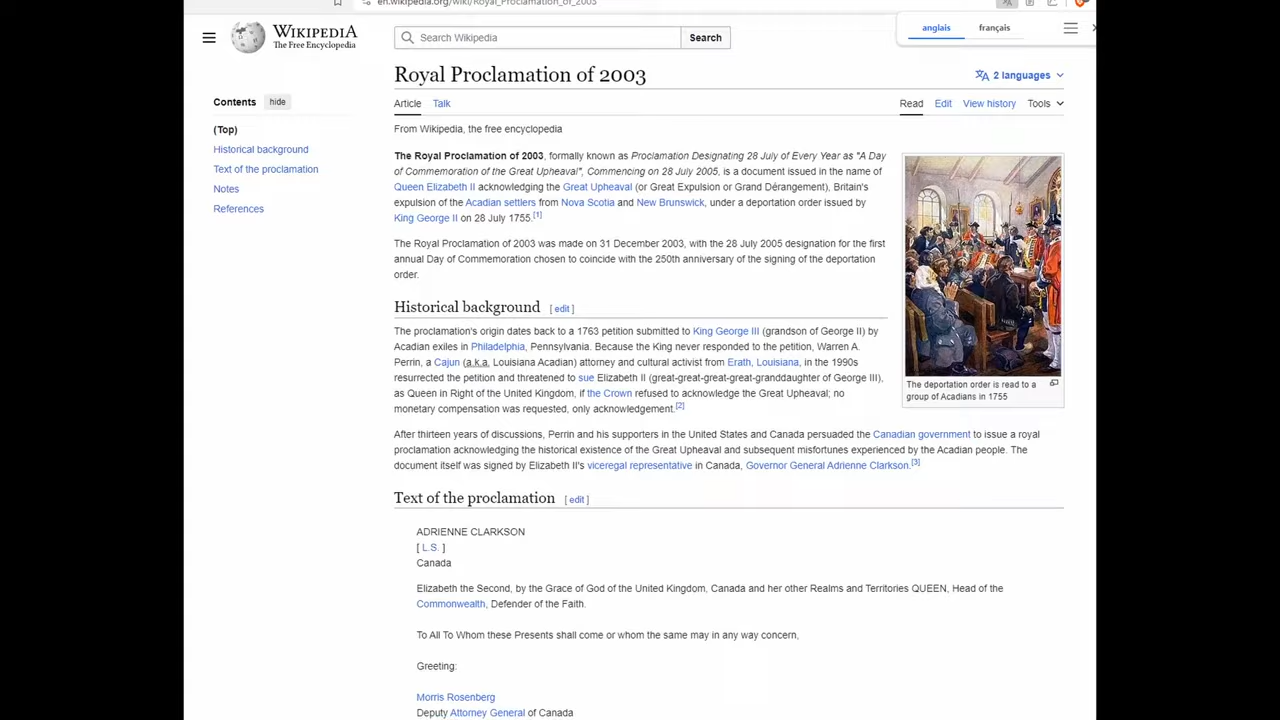 en.wikipedia.org/wiki/Royal_Proclamation_of_2003
WIKIPEDIA
The Free Encyclopedia
Search Wikipedia
Search
anglais
français
Royal Proclamation of 2003
2 languages
Contents
hide
Article
Talk
Read
Edit
View history
Tools
(Top)
Historical background
Text of the proclamation
Notes
References
From Wikipedia, the free encyclopedia
The Royal Proclamation of 2003, formally known as Proclamation Designating 28 July of Every Year as "A Day
of Commemoration of the Great Upheaval", Commencing on 28 July 2005, is a document issued in the name of
Queen Elizabeth II acknowledging the Great Upheaval (or Great Expulsion or Grand Dérangement), Britain's
expulsion of the Acadian settlers from Nova Scotia and New Brunswick, under a deportation order issued by
King George II on 28 July 1755.[1]
The Royal Proclamation of 2003 was made on 31 December 2003, with the 28 July 2005 designation for the first
annual Day of Commemoration chosen to coincide with the 250th anniversary of the signing of the deportation
order.
Historical background [ edit ]
The proclamation's origin dates back to a 1763 petition submitted to King George III (grandson of George II) by
Acadian exiles in Philadelphia, Pennsylvania. Because the King never responded to the petition, Warren A.
Perrin, a Cajun (a.k.a. Louisiana Acadian) attorney and cultural activist from Erath, Louisiana, in the 1990s
resurrected the petition and threatened to sue Elizabeth II (great-great-great-great-granddaughter of George III),
as Queen in Right of the United Kingdom, if the Crown refused to acknowledge the Great Upheaval; no
monetary compensation was requested, only acknowledgement.[2]
The deportation order is read to a
group of Acadians in 1755
After thirteen years of discussions, Perrin and his supporters in the United States and Canada persuaded the Canadian government to issue a royal
proclamation acknowledging the historical existence of the Great Upheaval and subsequent misfortunes experienced by the Acadian people. The
document itself was signed by Elizabeth II's viceregal representative in Canada, Governor General Adrienne Clarkson.[3]
Text of the proclamation [ edit ]
ADRIENNE CLARKSON
[ L.S. ]
Canada
Elizabeth the Second, by the Grace of God of the United Kingdom, Canada and her other Realms and Territories QUEEN, Head of the
Commonwealth, Defender of the Faith.
To All To Whom these Presents shall come or whom the same may in any way concern,
Greeting:
Morris Rosenberg
Deputy Attorney General of Canada